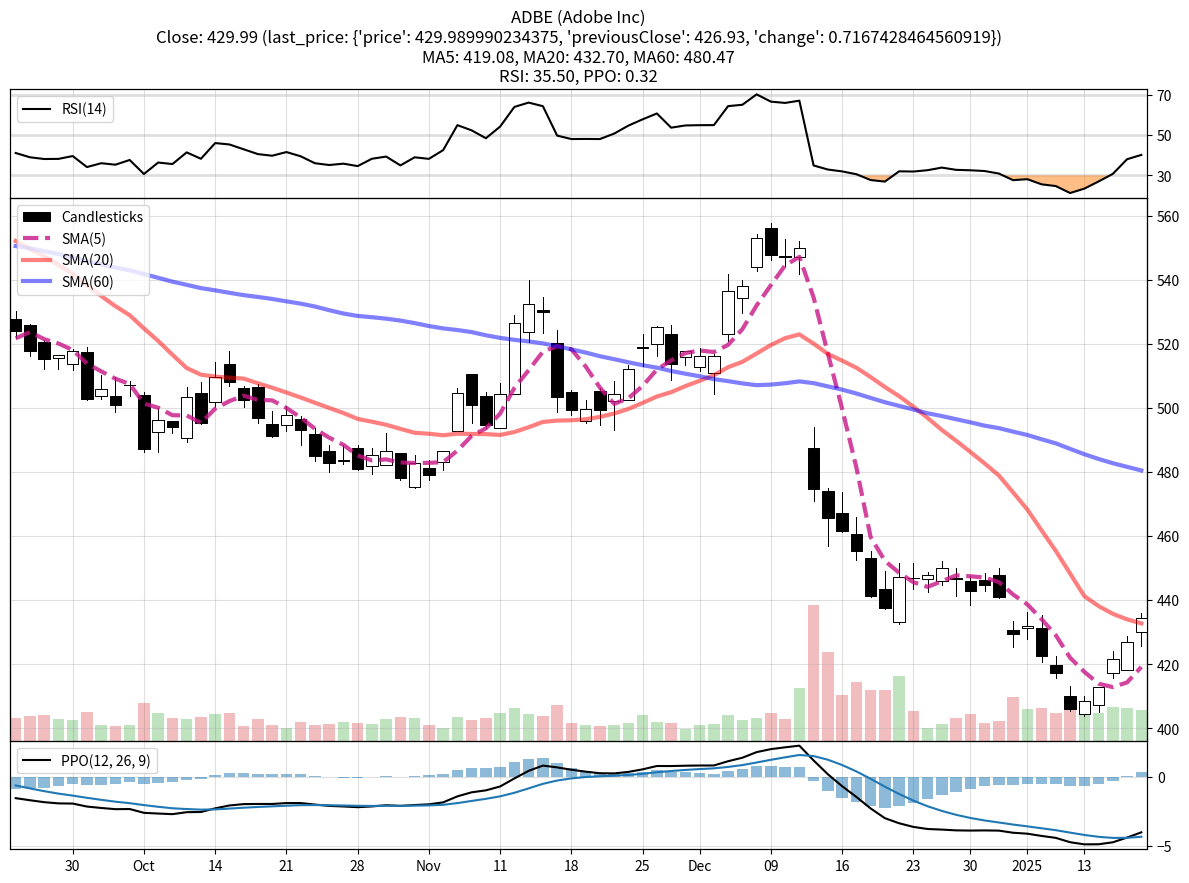 ADBE (Adobe Inc)
Close: 429.99 (last_price: {'price': 429.989990234375, 'previousClose': 426.93, 'change': 0.7167428464560919})
MA5: 419.08, MA20: 432.70, MA60: 480.47
RSI: 35.50, PPO: 0.32
RSI(14)
70
50
30
Candlesticks
SMA(5)
SMA(20)
SMA(60)
560
540
520
500
480
460
440
420
400
PPO(12, 26, 9)
0
−5
30 Oct 14 21 28 Nov 11 18 25 Dec 09 16 23 30 2025 13